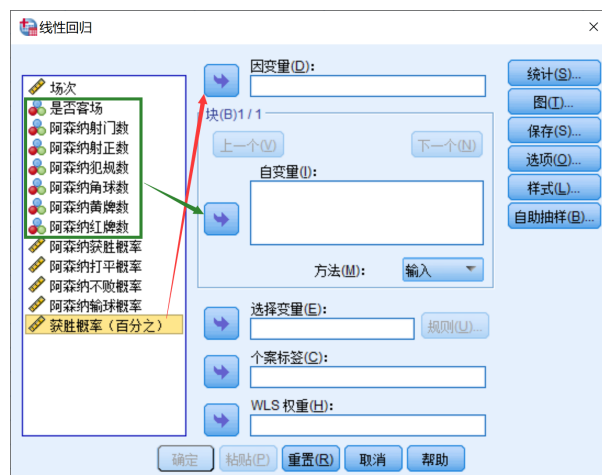 线性回归
场次
是否客场
阿森纳射门数
阿森纳射正数
阿森纳犯规数
阿森纳角球数
阿森纳黄牌数
阿森纳红牌数
阿森纳获胜概率
阿森纳打平概率
阿森纳不败概率
阿森纳输球概率
获胜概率（百分之）
因变量(D):
块(B)1 / 1
上一个(V)
下一个(N)
自变量(I):
方法(M):
输入
选择变量(E):
规则(U)...
个案标签(C):
WLS 权重(H):
统计(S)...
图(T)...
保存(S)...
选项(O)...
样式(L)...
自助抽样(B)...
确定
粘贴(P)
重置(R)
取消
帮助